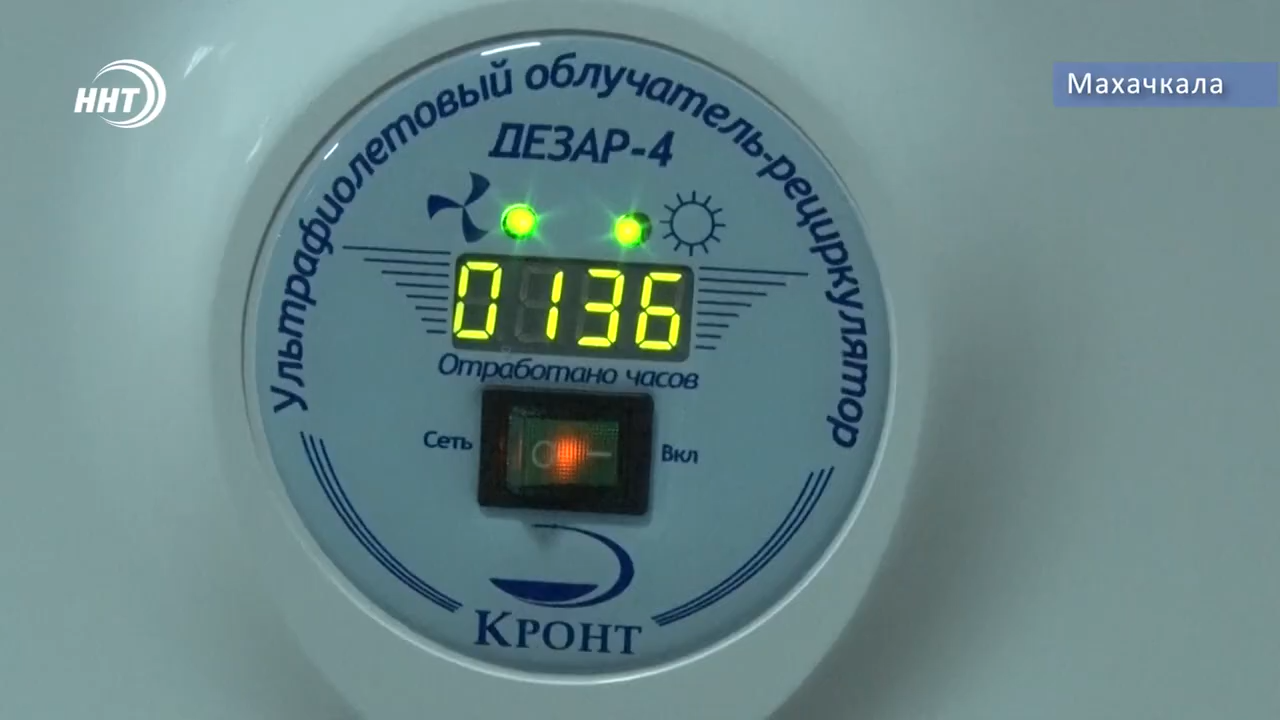 ННТ
Махачкала
Ультрафиолетовый облучатель-рециркулятор
ДЕЗАР-4
0136
Отработано часов
Сеть
Вкл
КРОНТ